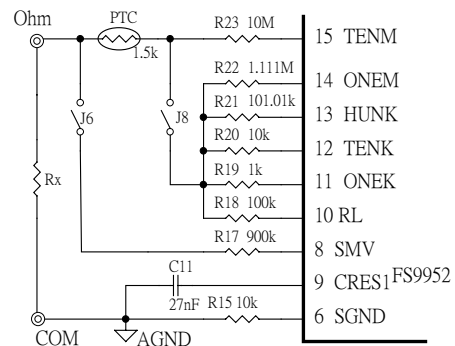 Ohm
PTC
1.5k
R23 10M
15 TENM
R22 1.111M
14 ONEM
R21 101.01k
13 HUNK
J6
J8
R20 10k
12 TENK
Rx
R19 1k
11 ONEK
R18 100k
10 RL
R17 900k
8 SMV
C11
27nF
9 CRES1
FS9952
R15 10k
6 SGND
COM
AGND